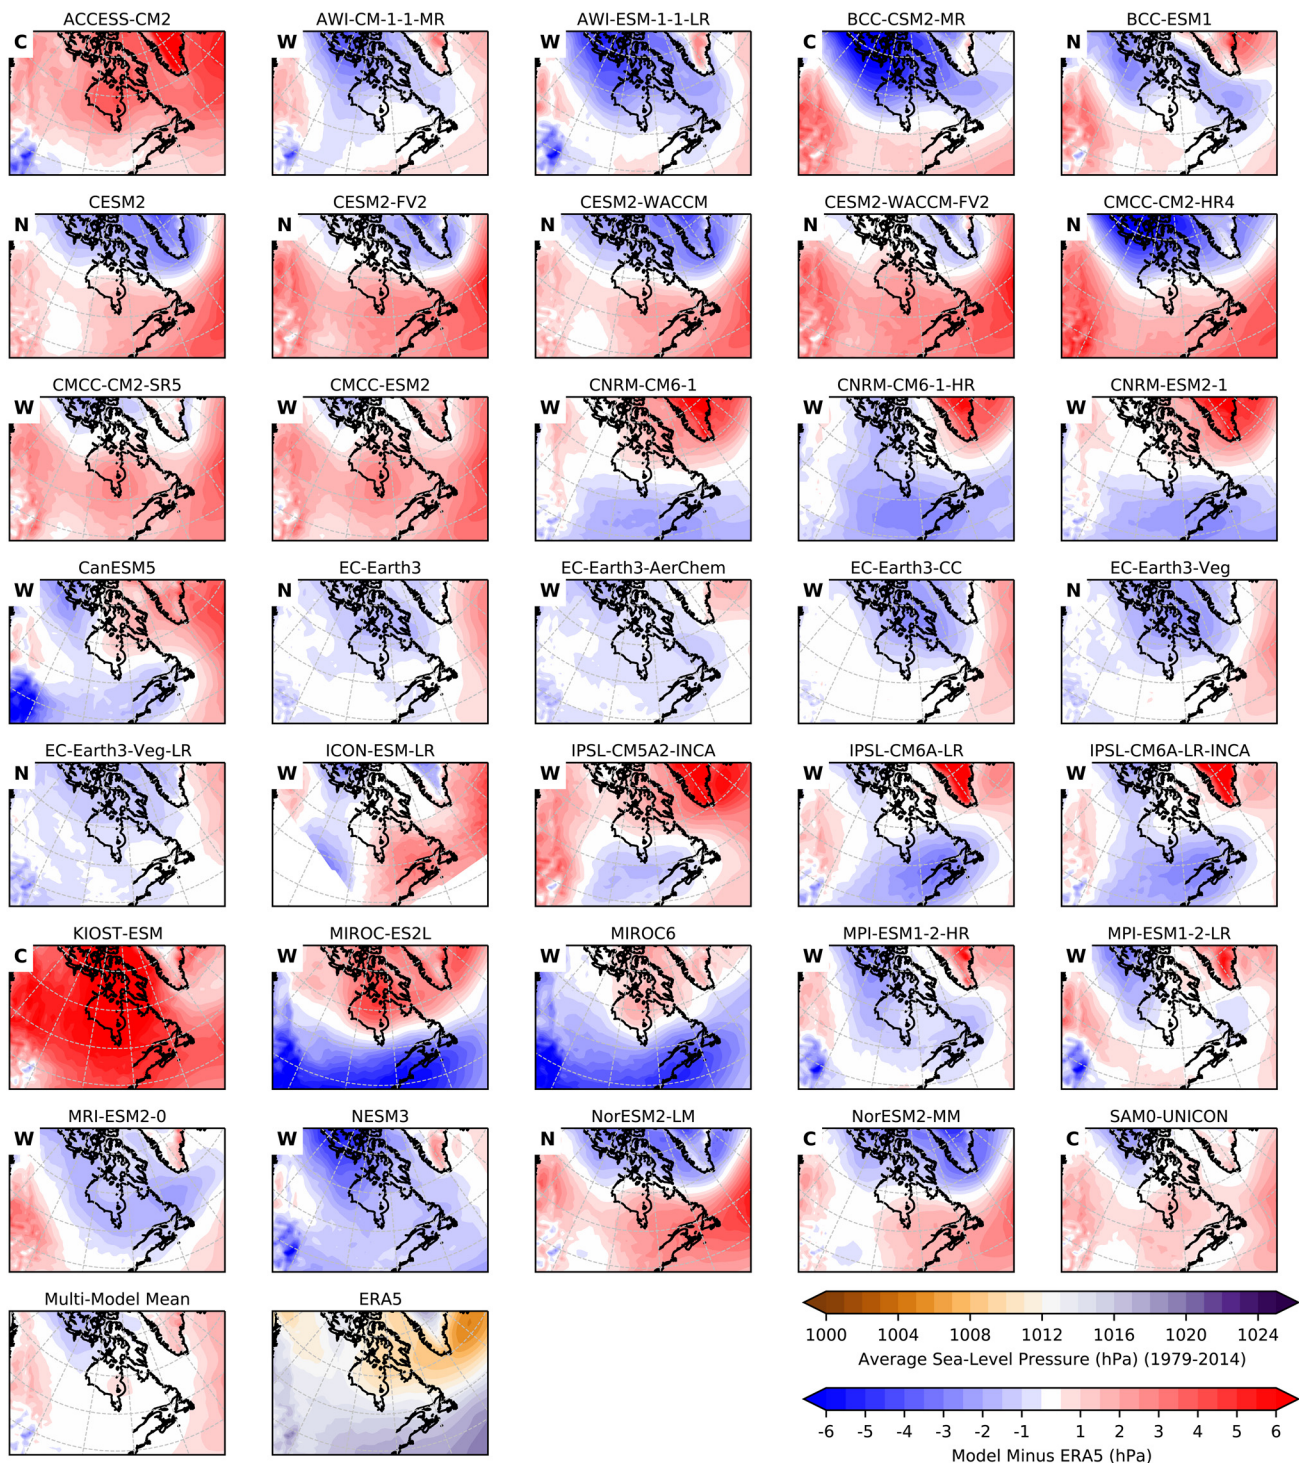 ACCESS-CM2 AWI-CM-1-1-MR AWI-ESM-1-1-LR BCC-CSM2-MR BCC-ESM1
C W W C N
CESM2 CESM2-FV2 CESM2-WACCM CESM2-WACCM-FV2 CMCC-CM2-HR4
N N N N N
CMCC-CM2-SR5 CMCC-ESM2 CNRM-CM6-1 CNRM-CM6-1-HR CNRM-ESM2-1
W W W W W
CanESM5 EC-Earth3 EC-Earth3-AerChem EC-Earth3-CC EC-Earth3-Veg
W N W W N
EC-Earth3-Veg-LR ICON-ESM-LR IPSL-CM5A2-INCA IPSL-CM6A-LR IPSL-CM6A-LR-INCA
N W W W W
KIOST-ESM MIROC-ES2L MIROC6 MPI-ESM1-2-HR MPI-ESM1-2-LR
C W W W W
MRI-ESM2-0 NESM3 NorESM2-LM NorESM2-MM SAM0-UNICON
W W N C C
Multi-Model Mean ERA5
1000 1004 1008 1012 1016 1020 1024
Average Sea-Level Pressure (hPa) (1979-2014)
-6 -5 -4 -3 -2 -1 1 2 3 4 5 6
Model Minus ERA5 (hPa)